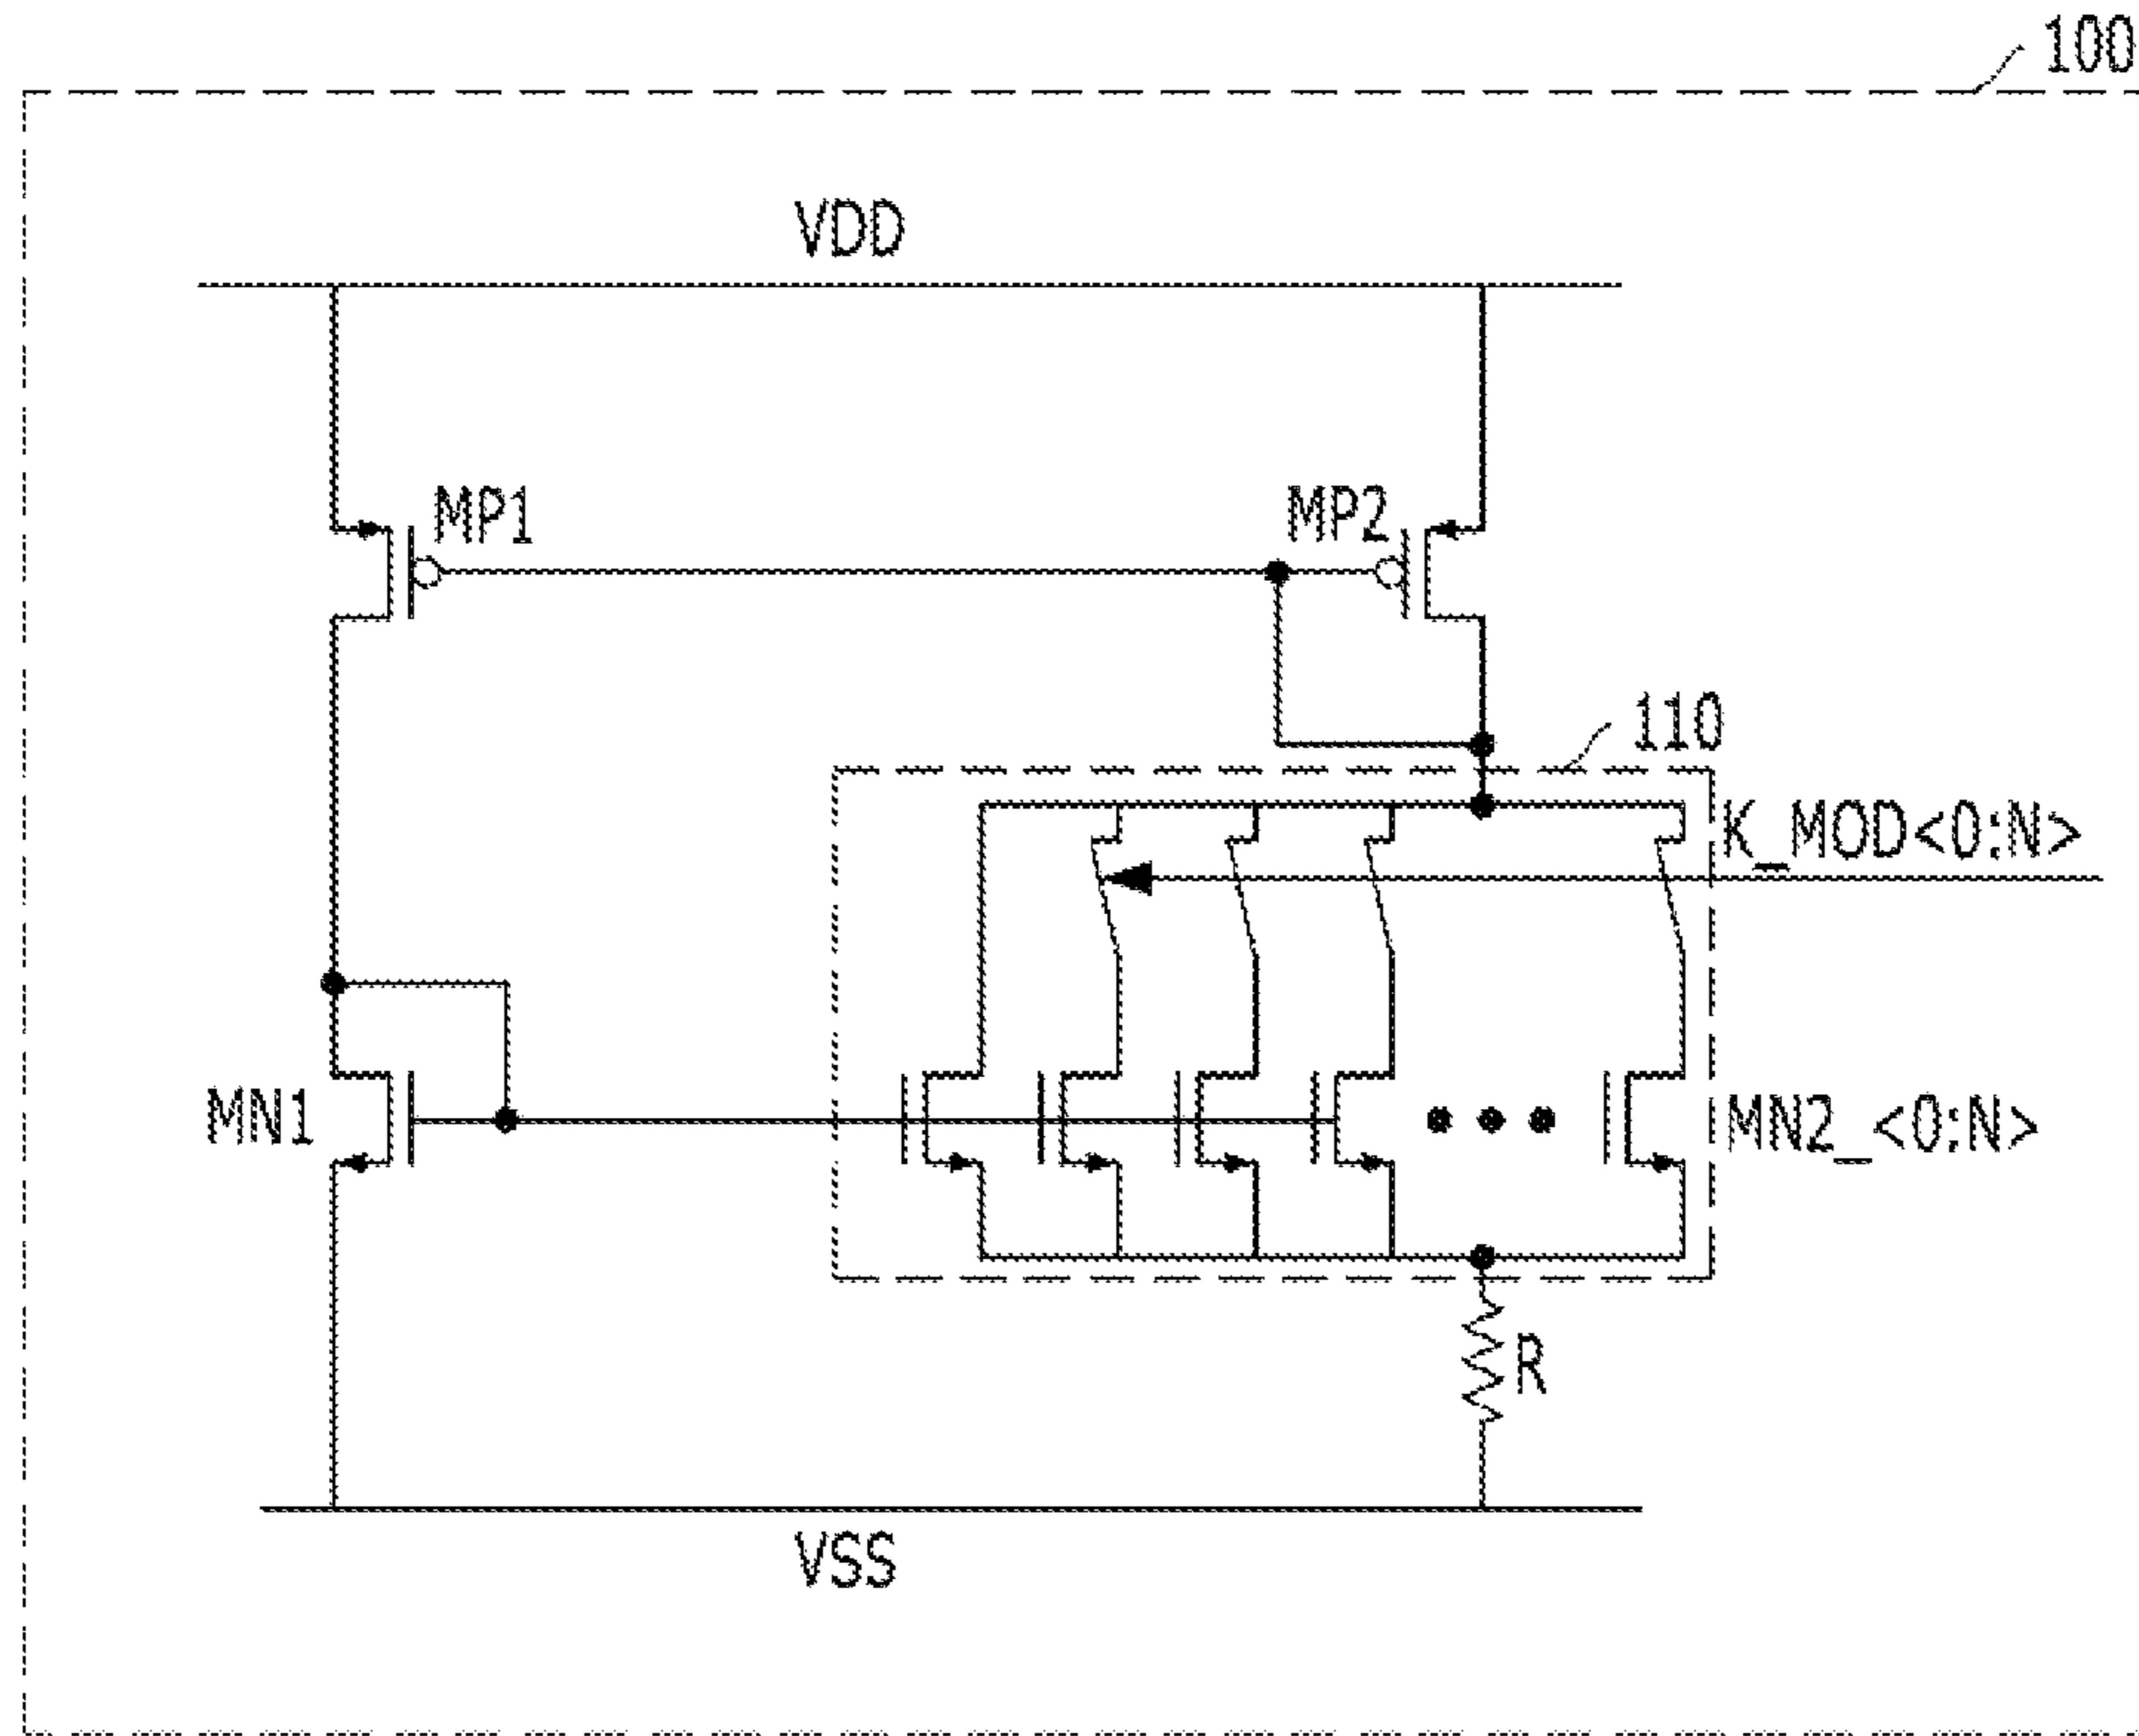 100
VDD
MP1
MP2
110
K_MOD<0:N>
MN1
MN2_<0:N>
R
VSS